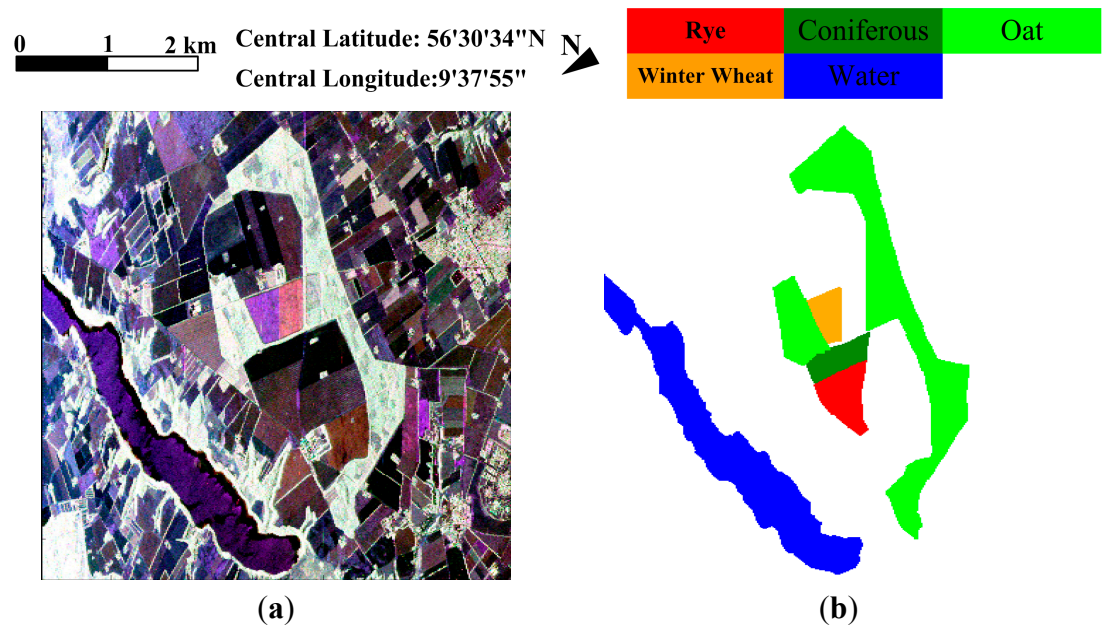 0 1 2 km
Central Latitude: 56'30'34"N
Central Longitude:9'37'55"
N
Rye Coniferous Oat
Winter Wheat Water
(a) (b)